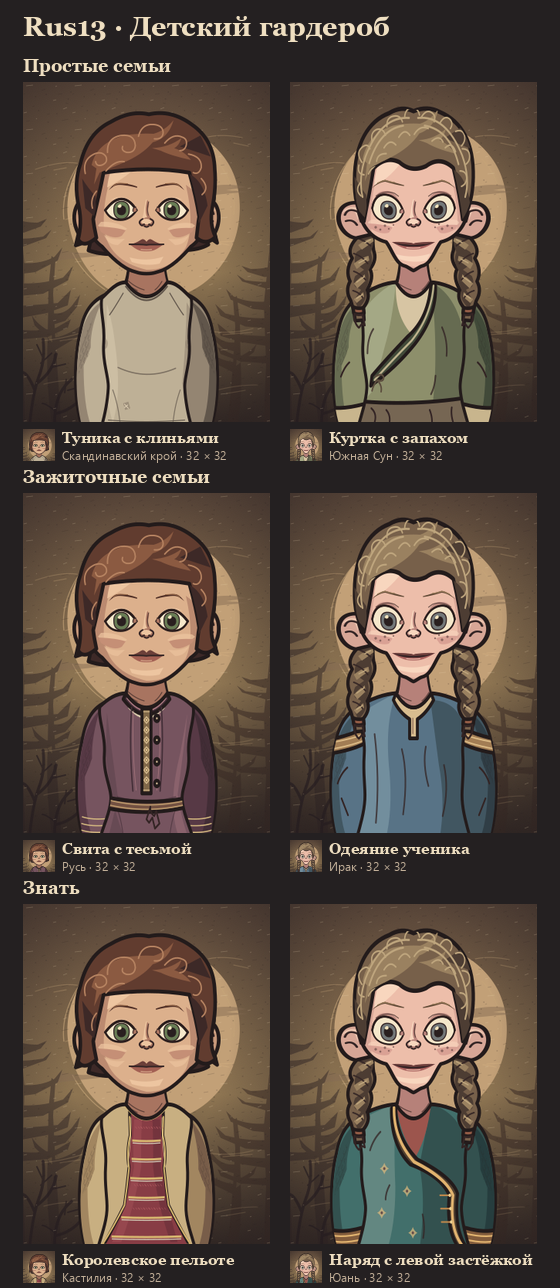 Rus13 · Детский гардероб
Простые семьи
Туника с клиньями
Скандинавский крой · 32 × 32
Куртка с запахом
Южная Сун · 32 × 32
Зажиточные семьи
Свита с тесьмой
Русь · 32 × 32
Одеяние ученика
Ирак · 32 × 32
Знать
Королевское пельоте
Кастилия · 32 × 32
Наряд с левой застёжкой
Юань · 32 × 32